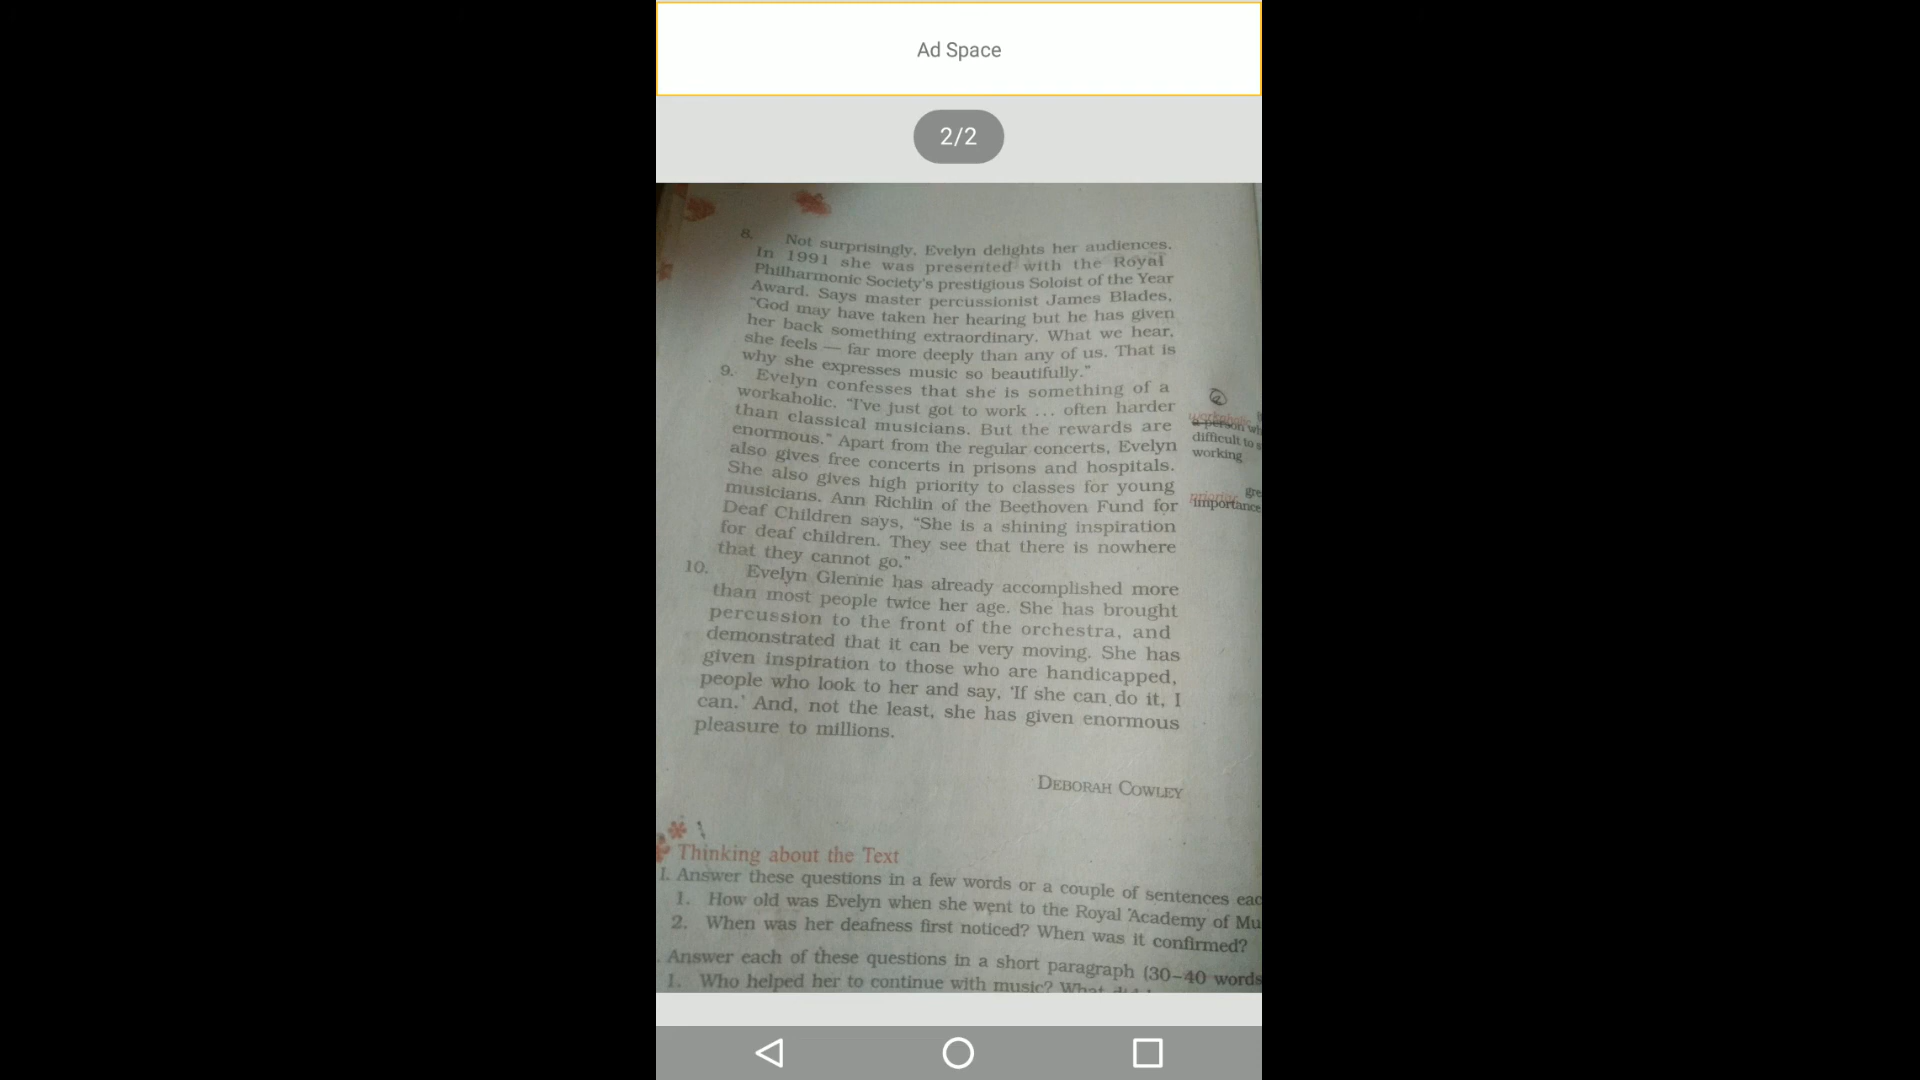 Ad Space
2/2
8. Not surprisingly, Evelyn delights her audiences.
In 1991 she was presented with the Royal
Philharmonic Society's prestigious Soloist of the Year
Award. Says master percussionist James Blades,
"God may have taken her hearing but he has given
her back something extraordinary. What we hear,
she feels — far more deeply than any of us. That is
why she expresses music so beautifully."
9. Evelyn confesses that she is something of a
workaholic. "I've just got to work ... often harder
than classical musicians. But the rewards are
enormous." Apart from the regular concerts, Evelyn
also gives free concerts in prisons and hospitals.
She also gives high priority to classes for young
musicians. Ann Richlin of the Beethoven Fund for
Deaf Children says, "She is a shining inspiration
for deaf children. They see that there is nowhere
that they cannot go."
workaholic
a person wh
difficult to s
working
priority gre
importance
10. Evelyn Glennie has already accomplished more
than most people twice her age. She has brought
percussion to the front of the orchestra, and
demonstrated that it can be very moving. She has
given inspiration to those who are handicapped,
people who look to her and say, 'If she can do it, I
can.' And, not the least, she has given enormous
pleasure to millions.
DEBORAH COWLEY
Thinking about the Text
I. Answer these questions in a few words or a couple of sentences eac
1. How old was Evelyn when she went to the Royal Academy of Mu
2. When was her deafness first noticed? When was it confirmed?
Answer each of these questions in a short paragraph (30–40 words
1. Who helped her to continue with music? What